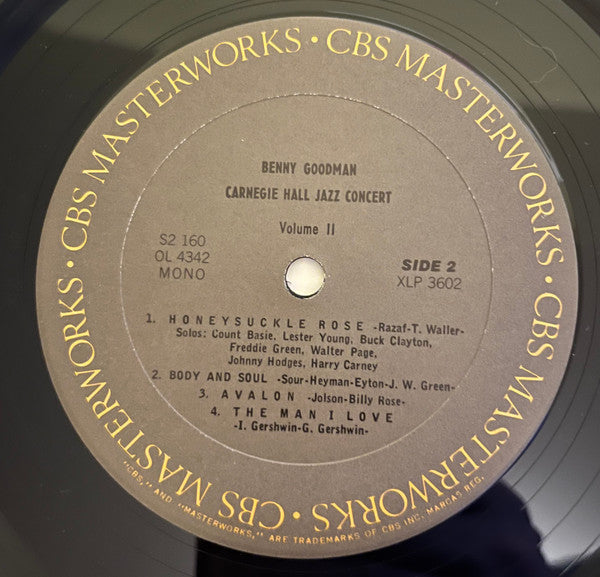 CBS MASTERWORKS · CBS MASTERWORKS · CBS MASTERWORKS · CBS MASTERWORKS ·
BENNY GOODMAN
CARNEGIE HALL JAZZ CONCERT
Volume II
S2 160
OL 4342
MONO
SIDE 2
XLP 3602
1. HONEYSUCKLE ROSE -Razaf-T. Waller-
Solos: Count Basie, Lester Young, Buck Clayton,
Freddie Green, Walter Page,
Johnny Hodges, Harry Carney
2. BODY AND SOUL -Sour-Heyman-Eyton-J. W. Green-
3. AVALON -Jolson-Billy Rose-
4. THE MAN I LOVE
-I. Gershwin-G. Gershwin-
"CBS," AND "MASTERWORKS," ARE TRADEMARKS OF CBS INC. MARCAS REG.